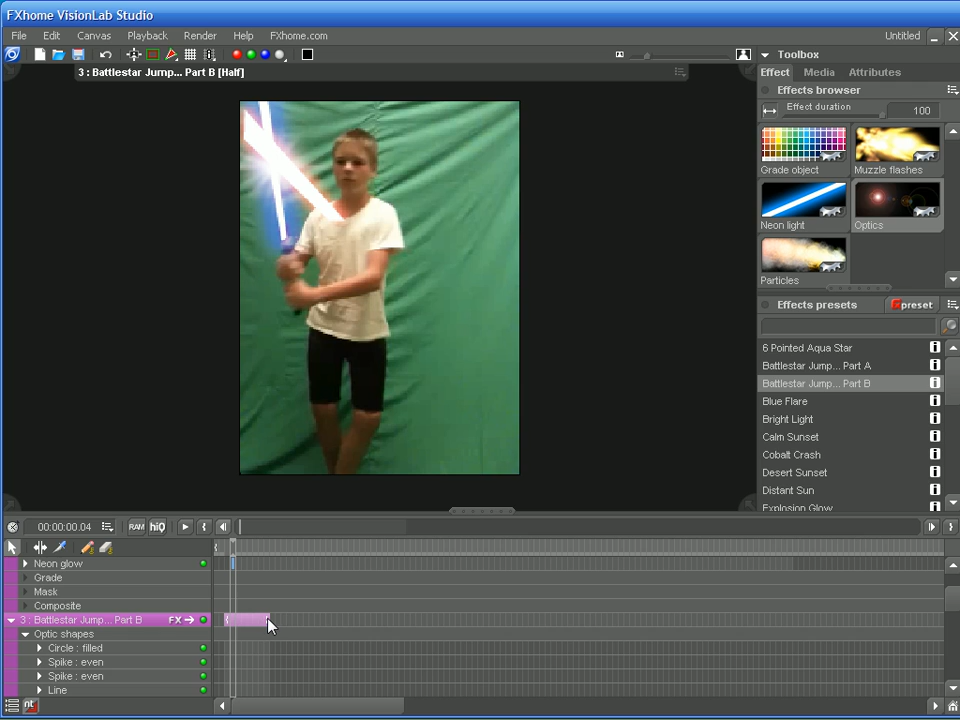 FXhome VisionLab Studio
File Edit Canvas Playback Render Help FXhome.com Untitled
3 : Battlestar Jump... Part B [Half]
Toolbox
Effect Media Attributes
Effects browser
Effect duration 100
Grade object Muzzle flashes
Neon light Optics
Particles
Effects presets preset
6 Pointed Aqua Star
Battlestar Jump... Part A
Battlestar Jump... Part B
Blue Flare
Bright Light
Calm Sunset
Cobalt Crash
Desert Sunset
Distant Sun
Explosion Glow
00:00:00.04 RAM hiQ
Neon glow
Grade
Mask
Composite
3 : Battlestar Jump... Part B FX
Optic shapes
Circle : filled
Spike : even
Spike : even
Line
nt